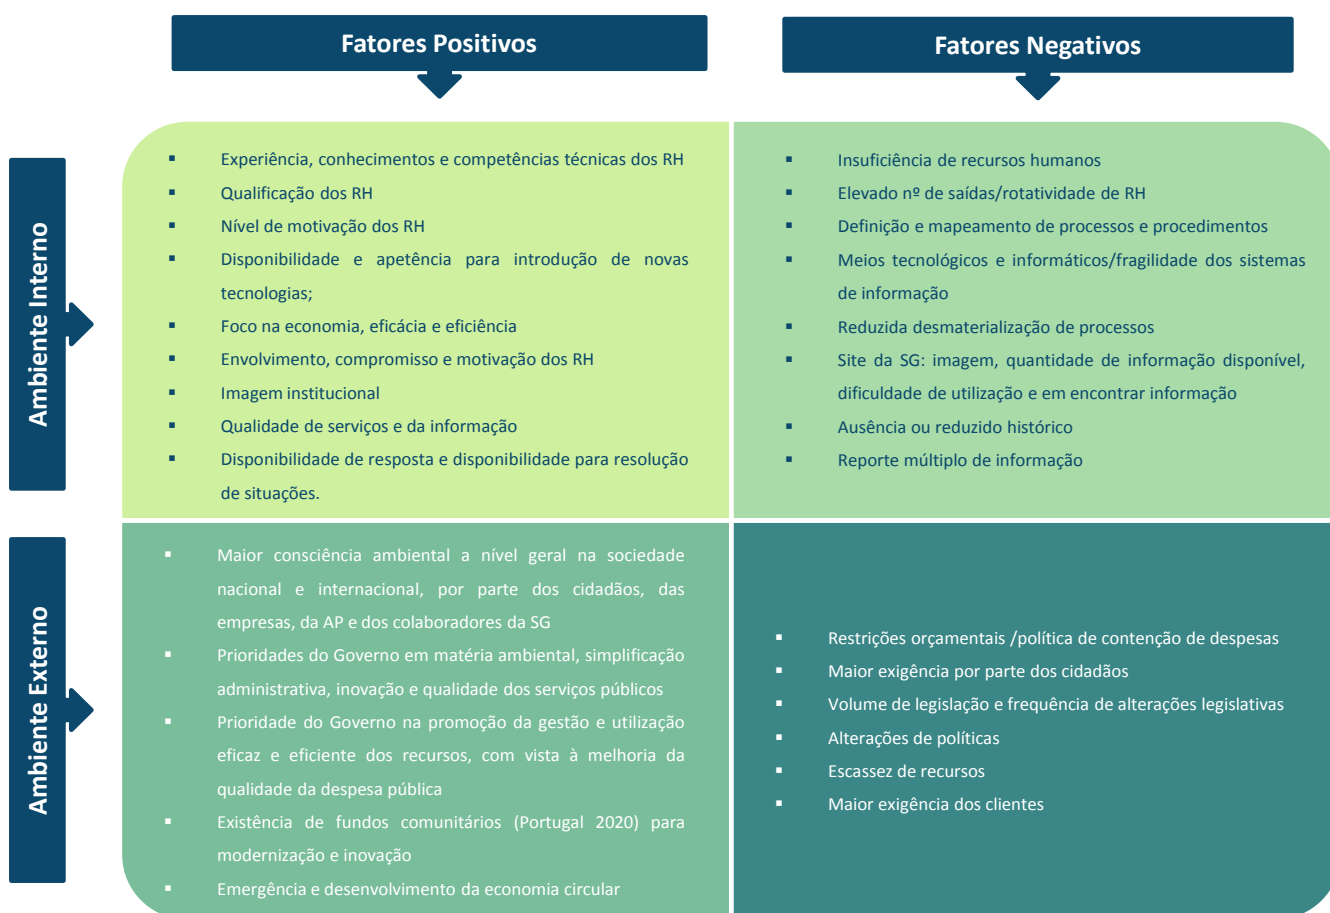 Fatores Positivos
Fatores Negativos
Ambiente Interno
▪ Experiência, conhecimentos e competências técnicas dos RH
▪ Qualificação dos RH
▪ Nível de motivação dos RH
▪ Disponibilidade e apetência para introdução de novas
tecnologias;
▪ Foco na economia, eficácia e eficiência
▪ Envolvimento, compromisso e motivação dos RH
▪ Imagem institucional
▪ Qualidade de serviços e da informação
▪ Disponibilidade de resposta e disponibilidade para resolução
de situações.
▪ Insuficiência de recursos humanos
▪ Elevado nº de saídas/rotatividade de RH
▪ Definição e mapeamento de processos e procedimentos
▪ Meios tecnológicos e informáticos/fragilidade dos sistemas
de informação
▪ Reduzida desmaterialização de processos
▪ Site da SG: imagem, quantidade de informação disponível,
dificuldade de utilização e em encontrar informação
▪ Ausência ou reduzido histórico
▪ Reporte múltiplo de informação
Ambiente Externo
▪ Maior consciência ambiental a nível geral na sociedade
nacional e internacional, por parte dos cidadãos, das
empresas, da AP e dos colaboradores da SG
▪ Prioridades do Governo em matéria ambiental, simplificação
administrativa, inovação e qualidade dos serviços públicos
▪ Prioridade do Governo na promoção da gestão e utilização
eficaz e eficiente dos recursos, com vista à melhoria da
qualidade da despesa pública
▪ Existência de fundos comunitários (Portugal 2020) para
modernização e inovação
▪ Emergência e desenvolvimento da economia circular
▪ Restrições orçamentais /política de contenção de despesas
▪ Maior exigência por parte dos cidadãos
▪ Volume de legislação e frequência de alterações legislativas
▪ Alterações de políticas
▪ Escassez de recursos
▪ Maior exigência dos clientes